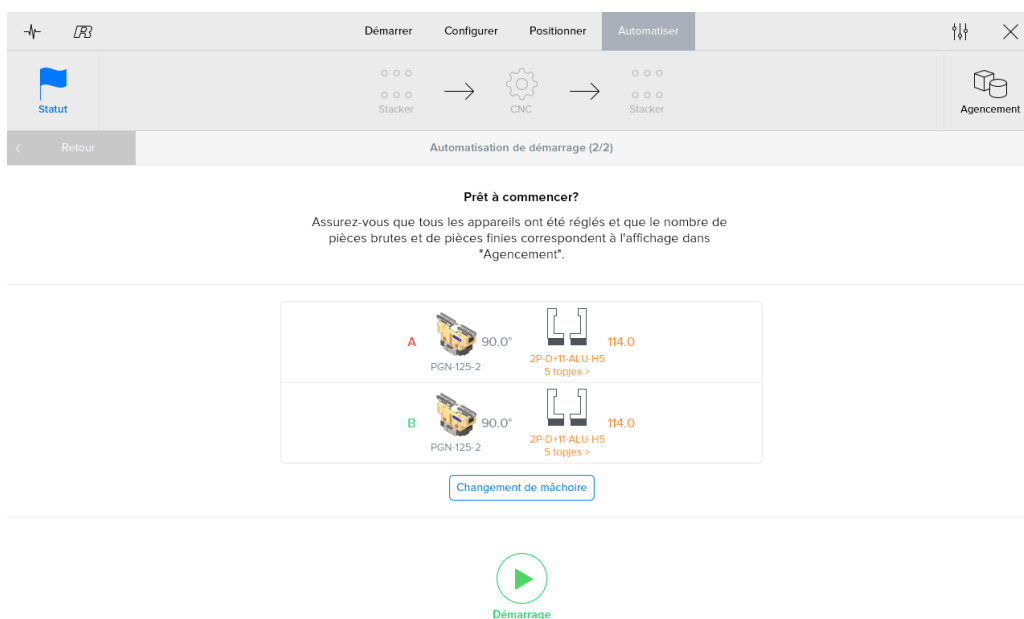 Démarrer Configurer Positionner Automatiser
Statut
Stacker CNC Stacker
Agencement
< Retour
Automatisation de démarrage (2/2)
Prêt à commencer?
Assurez-vous que tous les appareils ont été réglés et que le nombre de
pièces brutes et de pièces finies correspondent à l'affichage dans
"Agencement".
A 90.0° 114.0
PGN-125-2
2P-D+11-ALU-H5
5 topjes >
B 90.0° 114.0
PGN-125-2
2P-D+11-ALU-H5
5 topjes >
Changement de mâchoire
Démarrage